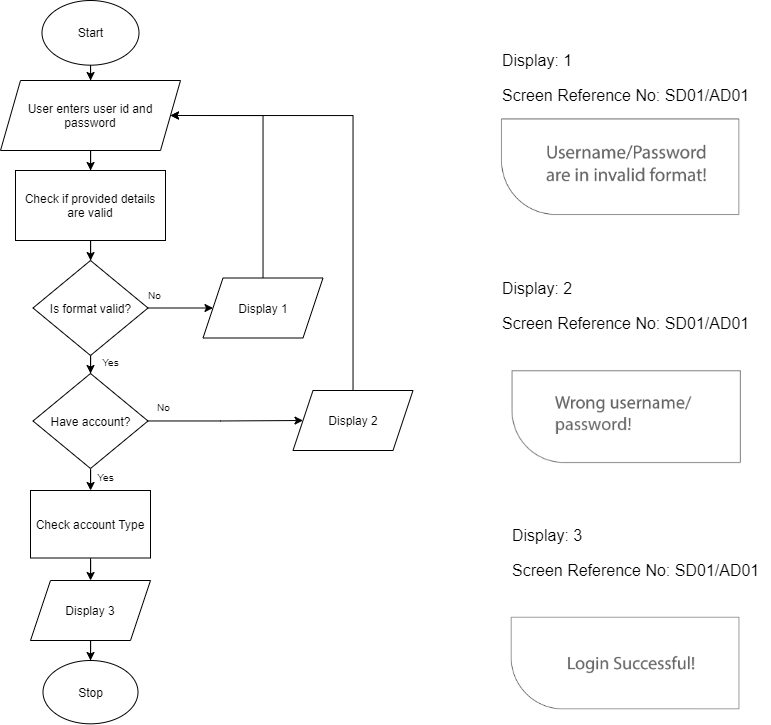 Start
User enters user id and
password
Check if provided details
are valid
Is format valid?
No
Display 1
Yes
Have account?
No
Display 2
Yes
Check account Type
Display 3
Stop
Display: 1
Screen Reference No: SD01/AD01
Username/Password
are in invalid format!
Display: 2
Screen Reference No: SD01/AD01
Wrong username/
password!
Display: 3
Screen Reference No: SD01/AD01
Login Successful!